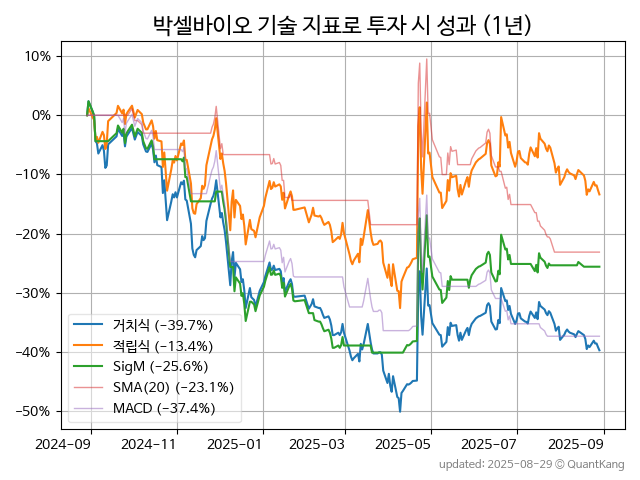 박셀바이오 기술 지표로 투자 시 성과 (1년)
10%
0%
−10%
−20%
−30%
−40%
−50%
거치식 (−39.7%)
적립식 (−13.4%)
SigM (−25.6%)
SMA(20) (−23.1%)
MACD (−37.4%)
2024-09 2024-11 2025-01 2025-03 2025-05 2025-07 2025-09
updated: 2025-08-29 © QuantKang